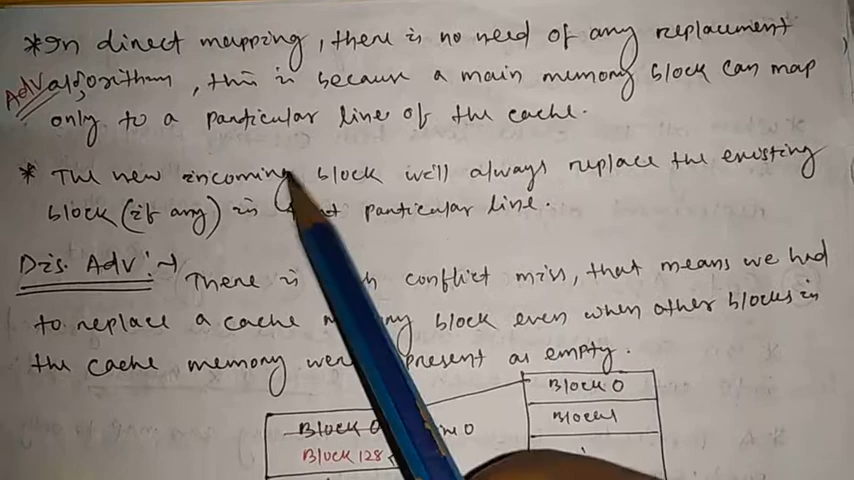 *In direct mapping, there is no need of any replacement
Adv algorithm, this is because a main memory block can map
only to a particular line of the cache.
* The new incoming block will always replace the existing
block (if any) in particular line.
Dis. Adv :→ There is conflict miss, that means we had
to replace a cache block even when other blocks in
the cache memory present as empty.
Block 0
Block 1
Block 0
Block 128